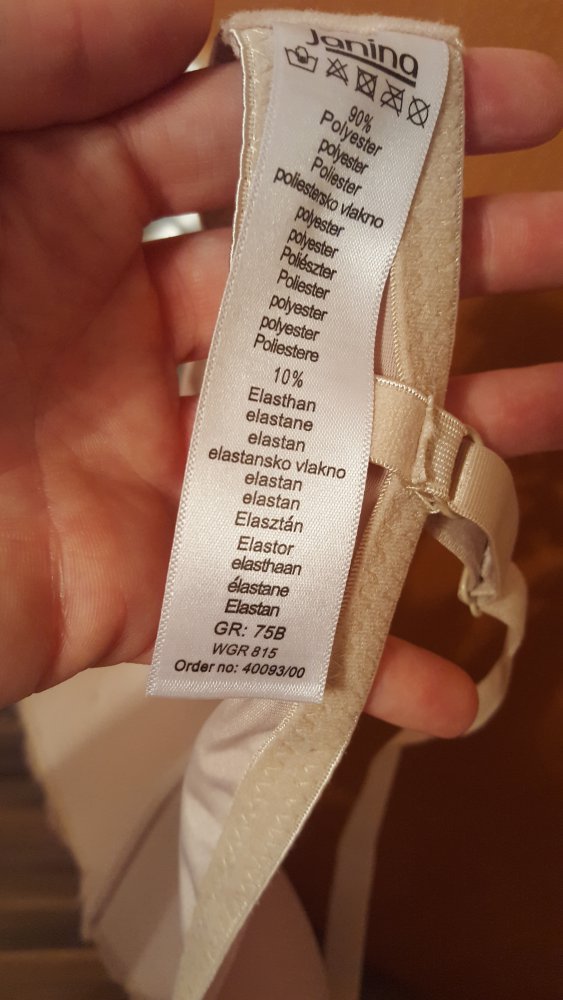 Janina
90%
Polyester
polyester
Poliester
poliestersko vlakno
polyester
polyester
Poliészter
Poliester
polyester
polyester
Poliestere
10%
Elasthan
elastane
elastan
elastansko vlakno
elastan
elastan
Elasztán
Elastor
elasthaan
élastane
Elastan
GR: 75B
WGR 815
Order no: 40093/00